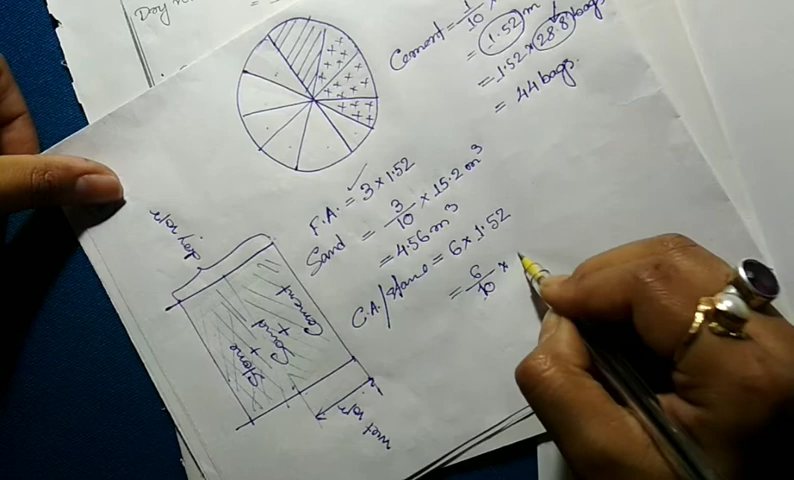 Cement = 1/10 ×
= 1.52 m
= 1.52 × 28.8 bags
= 44 bags.
F.A. = 3 × 1.52
Sand = 3/10 × 15.2 m³
= 4.56 m³
C.A/stone = 6 × 1.52
= 6/10 ×
Cement
+
Sand
+
Stone
wet